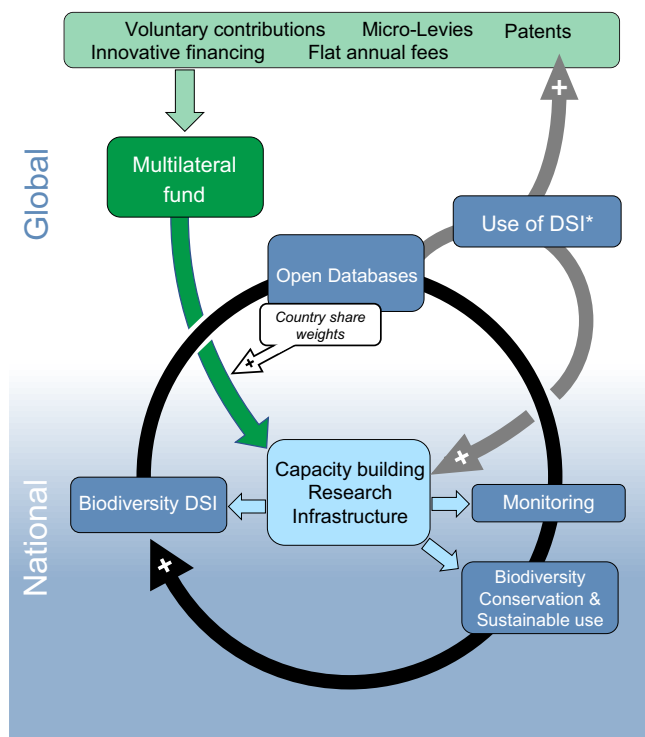 Voluntary contributions Micro-Levies Patents
Innovative financing Flat annual fees
Global
Multilateral
fund
Use of DSI*
Open Databases
Country share
weights
+
+
National
Capacity building
Research
Infrastructure
+
Biodiversity DSI
Monitoring
+
Biodiversity
Conservation &
Sustainable use